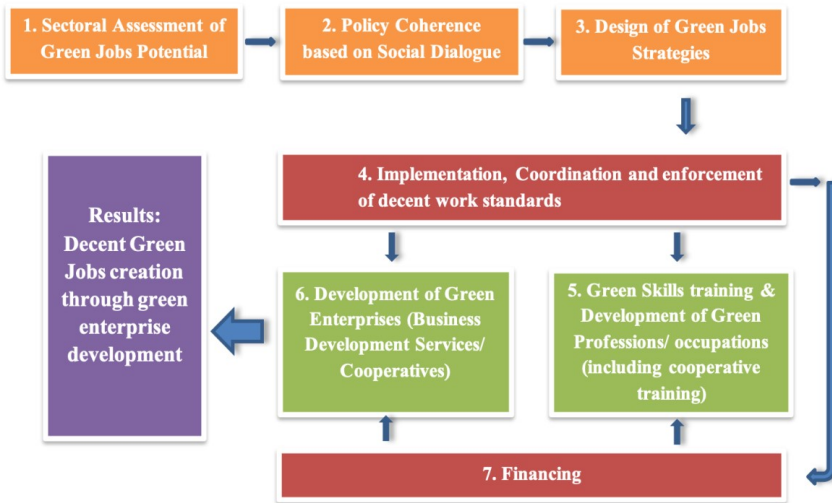 1. Sectoral Assessment of
Green Jobs Potential
2. Policy Coherence
based on Social Dialogue
3. Design of Green Jobs
Strategies
4. Implementation, Coordination and enforcement
of decent work standards
Results:
Decent Green
Jobs creation
through green
enterprise
development
6. Development of Green
Enterprises (Business
Development Services/
Cooperatives)
5. Green Skills training &
Development of Green
Professions/ occupations
(including cooperative
training)
7. Financing